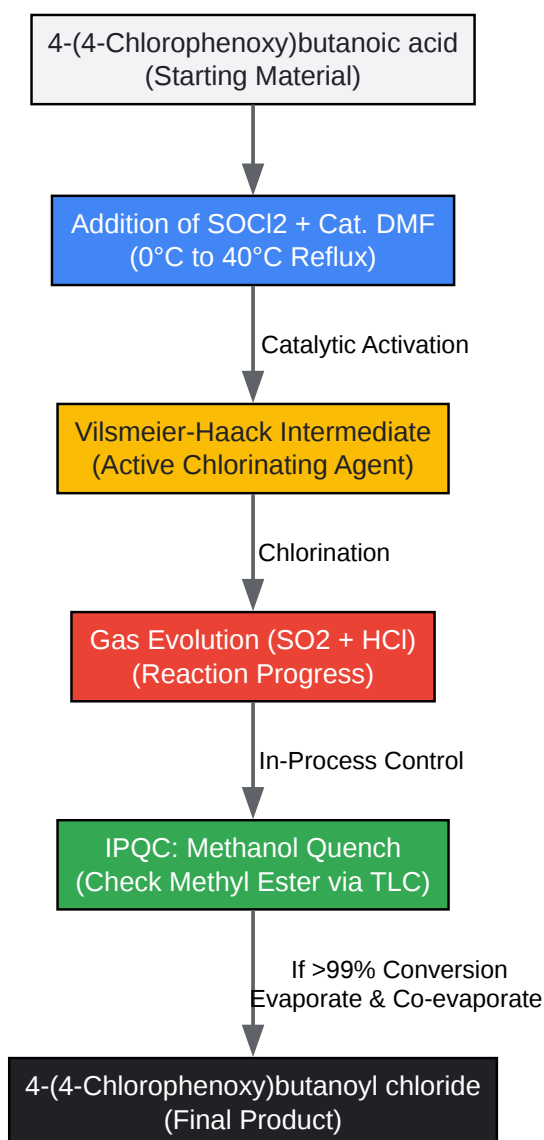 4-(4-Chlorophenoxy)butanoic acid
(Starting Material)
Addition of SOCl2 + Cat. DMF
(0°C to 40°C Reflux)
Catalytic Activation
Vilsmeier-Haack Intermediate
(Active Chlorinating Agent)
Chlorination
Gas Evolution (SO2 + HCl)
(Reaction Progress)
In-Process Control
IPQC: Methanol Quench
(Check Methyl Ester via TLC)
If >99% Conversion
Evaporate & Co-evaporate
4-(4-Chlorophenoxy)butanoyl chloride
(Final Product)